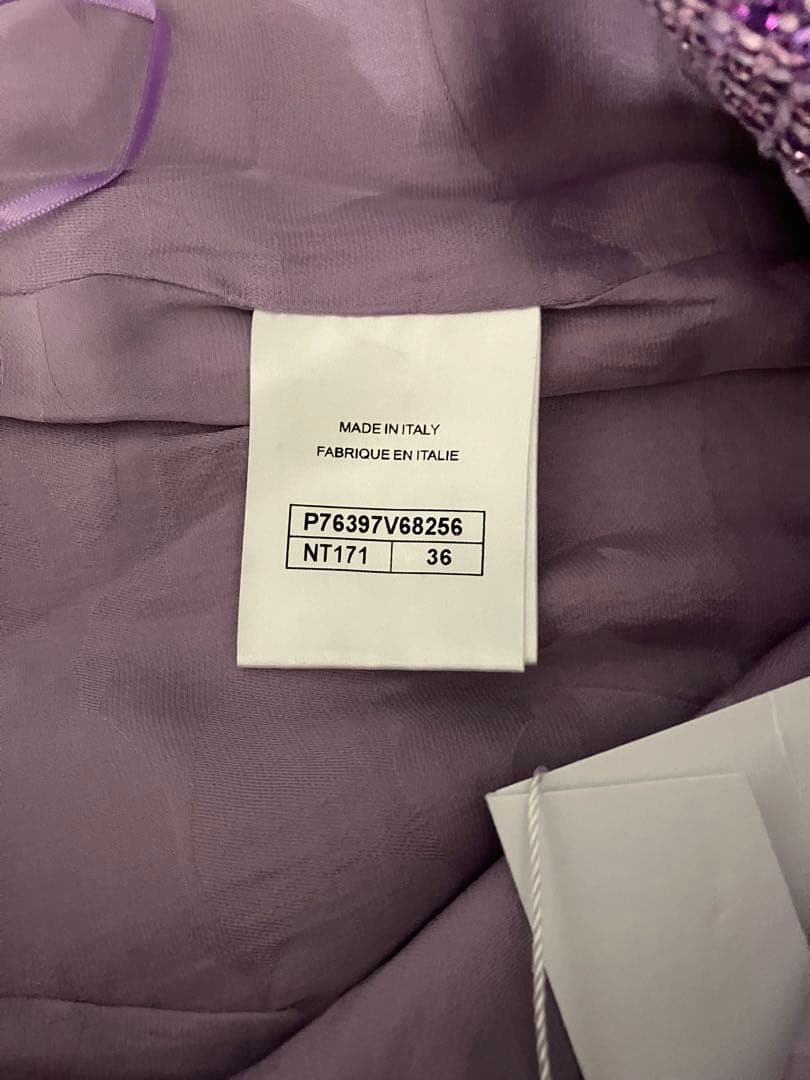 MADE IN ITALY
FABRIQUE EN ITALIE
P76397V68256
NT171 36